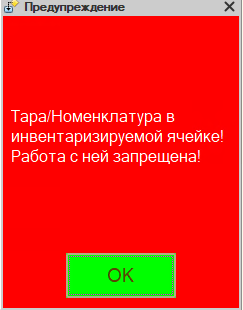 Предупреждение
Тара/Номенклатура в
инвентаризируемой ячейке!
Работа с ней запрещена!
OK